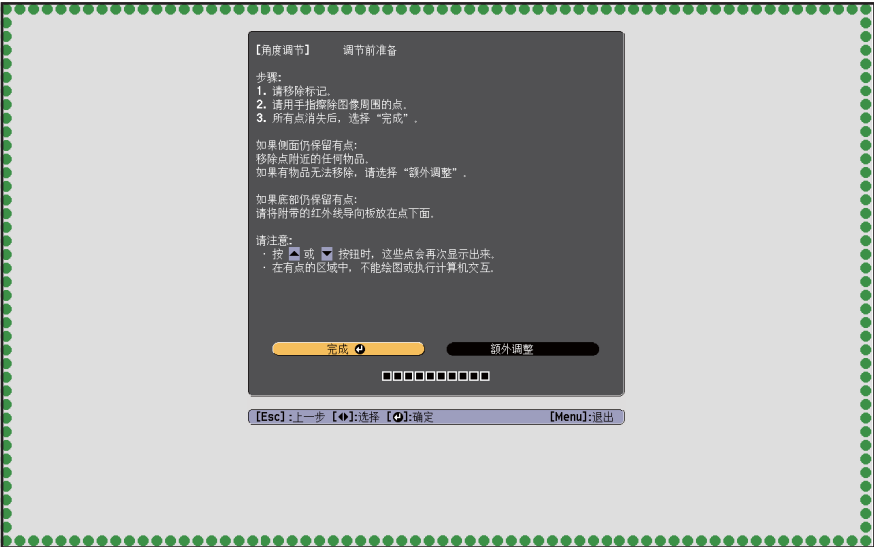 [角度调节] 调节前准备
步骤:
1. 请移除标记.
2. 请用手指擦除图像周围的点.
3. 所有点消失后, 选择 “完成” .
如果侧面仍保留有点:
移除点附近的任何物品.
如果有物品无法移除, 请选择 “额外调整” .
如果底部仍保留有点:
请将附带的红外线导向板放在点下面.
请注意:
· 按 ▲ 或 ▼ 按钮时, 这些点会再次显示出来.
· 在有点的区域中, 不能绘图或执行计算机交互.
完成 额外调整
[Esc] :上一步 [◀▶]:选择 [↵]:确定 [Menu]:退出